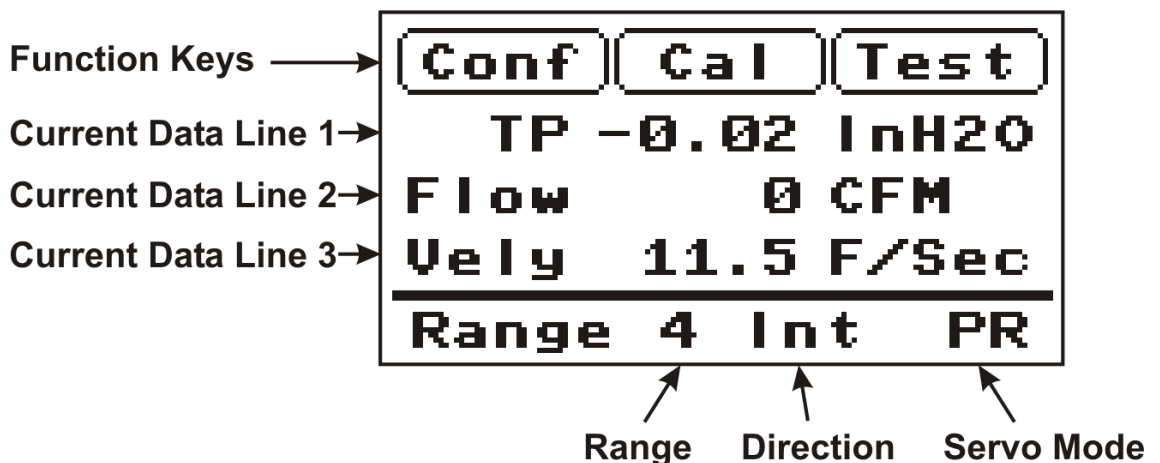 Function Keys Conf Cal Test
Current Data Line 1 TP -0.02 InH2O
Current Data Line 2 Flow 0 CFM
Current Data Line 3 Vely 11.5 F/Sec
Range 4 Int PR
Range Direction Servo Mode